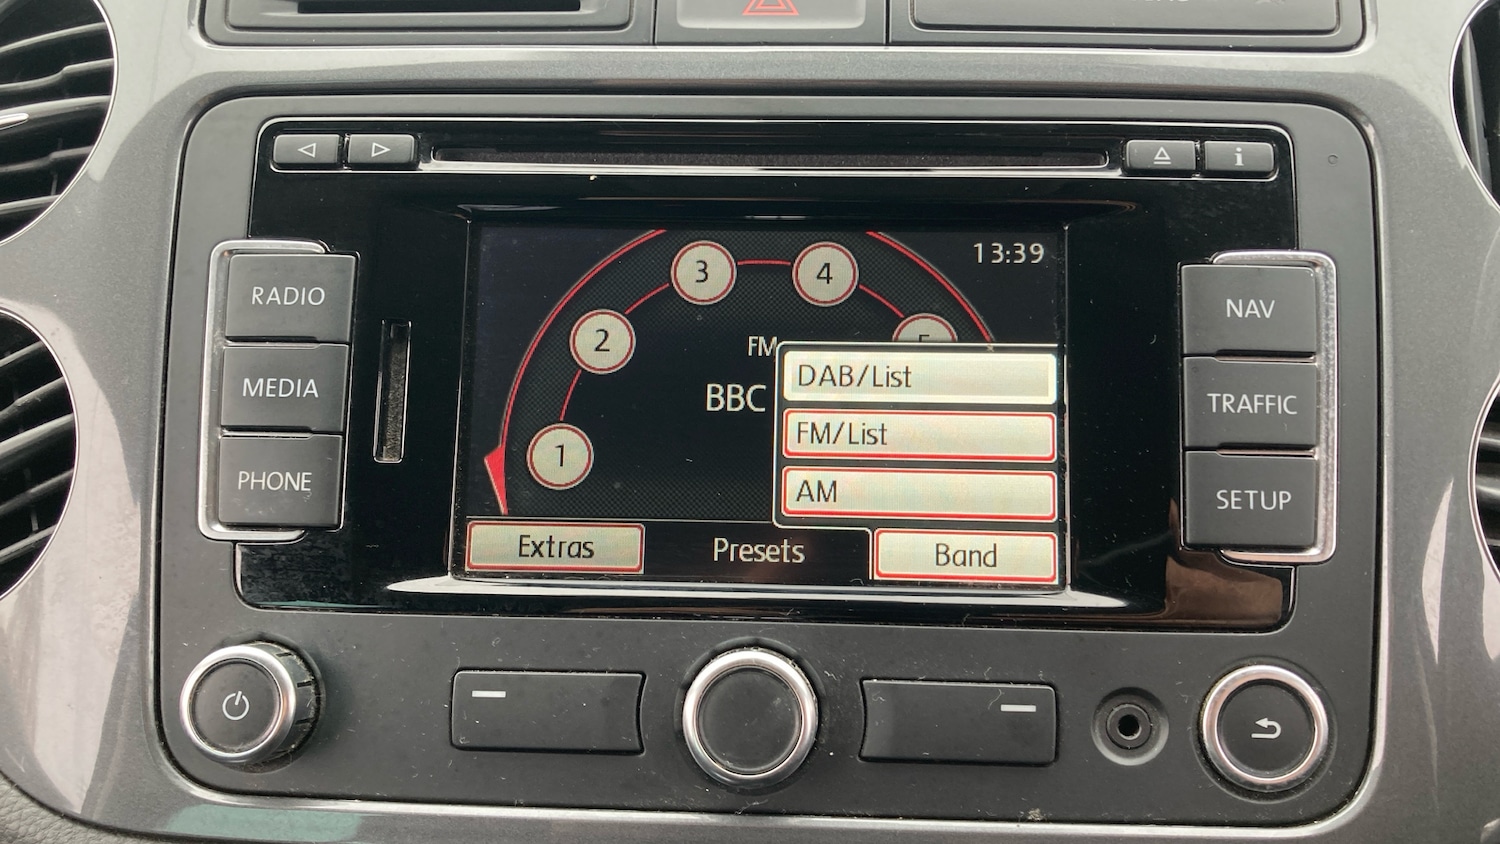 RADIO
MEDIA
PHONE
13:39
3
4
2
5
1
FM
BBC
DAB/List
FM/List
AM
Extras
Presets
Band
NAV
TRAFFIC
SETUP
i